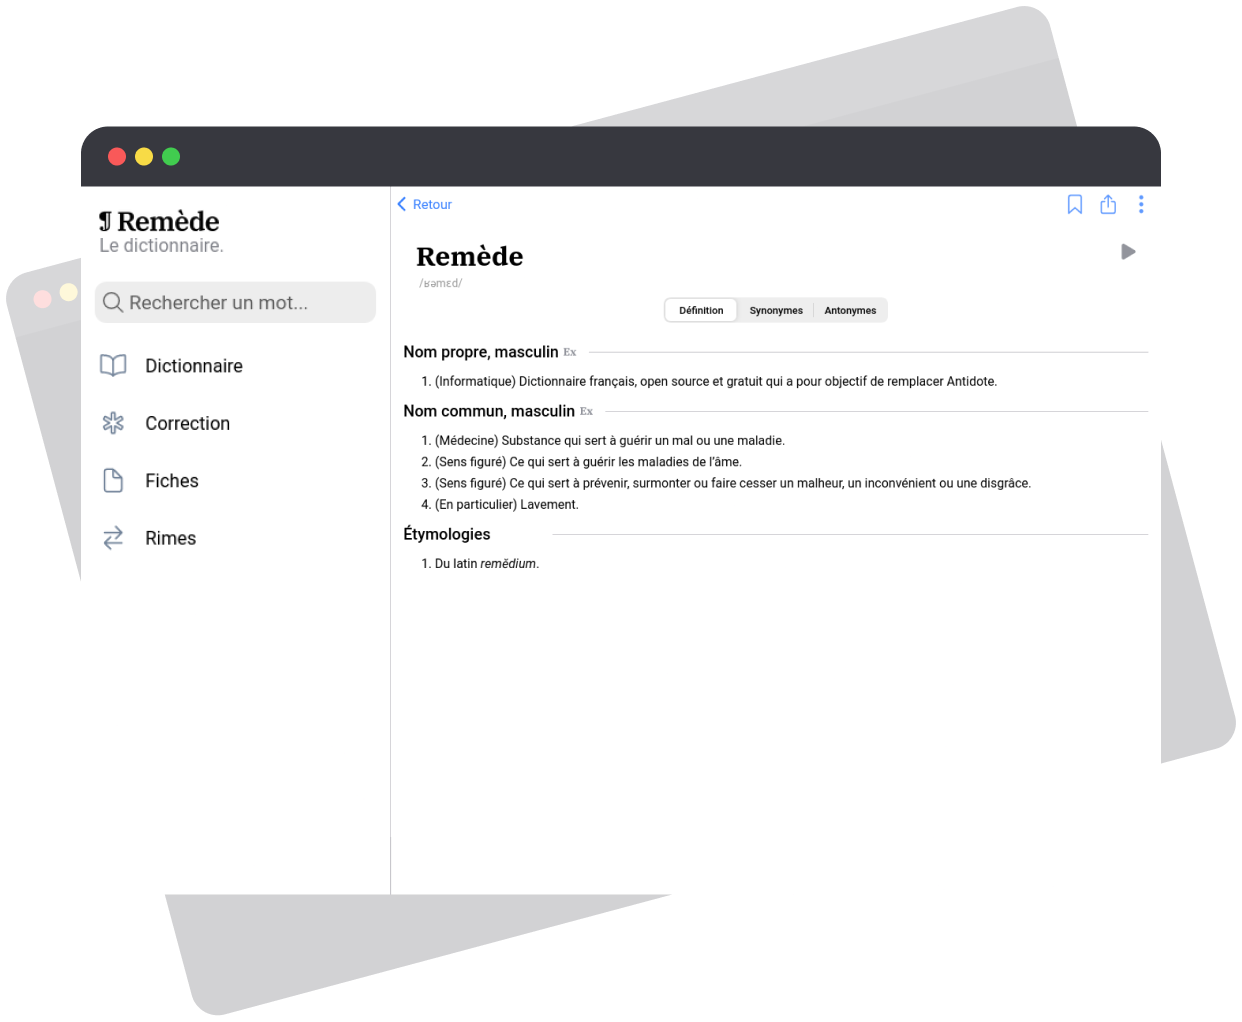 ¶ Remède
Le dictionnaire.
Rechercher un mot...
Dictionnaire
Correction
Fiches
Rimes
Retour
Remède
/ʁəmɛd/
Définition Synonymes Antonymes
Nom propre, masculin Ex
1. (Informatique) Dictionnaire français, open source et gratuit qui a pour objectif de remplacer Antidote.
Nom commun, masculin Ex
1. (Médecine) Substance qui sert à guérir un mal ou une maladie.
2. (Sens figuré) Ce qui sert à guérir les maladies de l’âme.
3. (Sens figuré) Ce qui sert à prévenir, surmonter ou faire cesser un malheur, un inconvénient ou une disgrâce.
4. (En particulier) Lavement.
Étymologies
1. Du latin remĕdium.